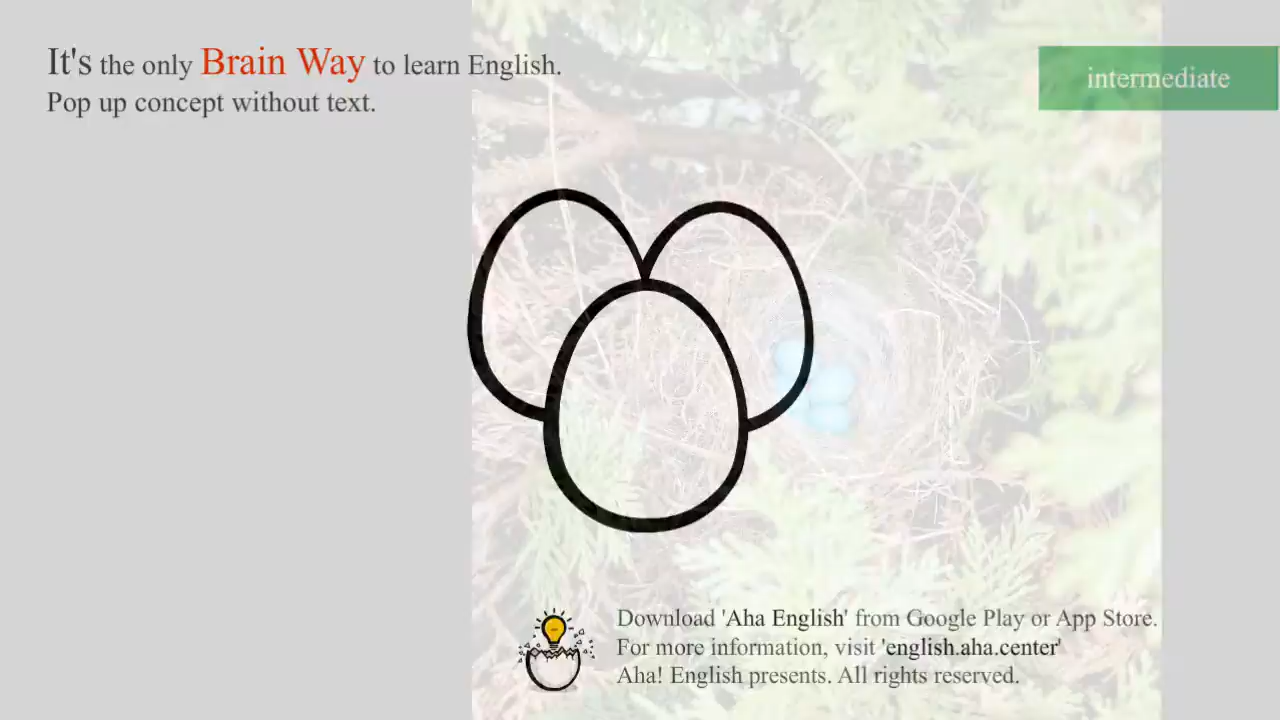 It's the only Brain Way to learn English.
Pop up concept without text.
intermediate
Download 'Aha English' from Google Play or App Store.
For more information, visit 'english.aha.center'
Aha! English presents. All rights reserved.